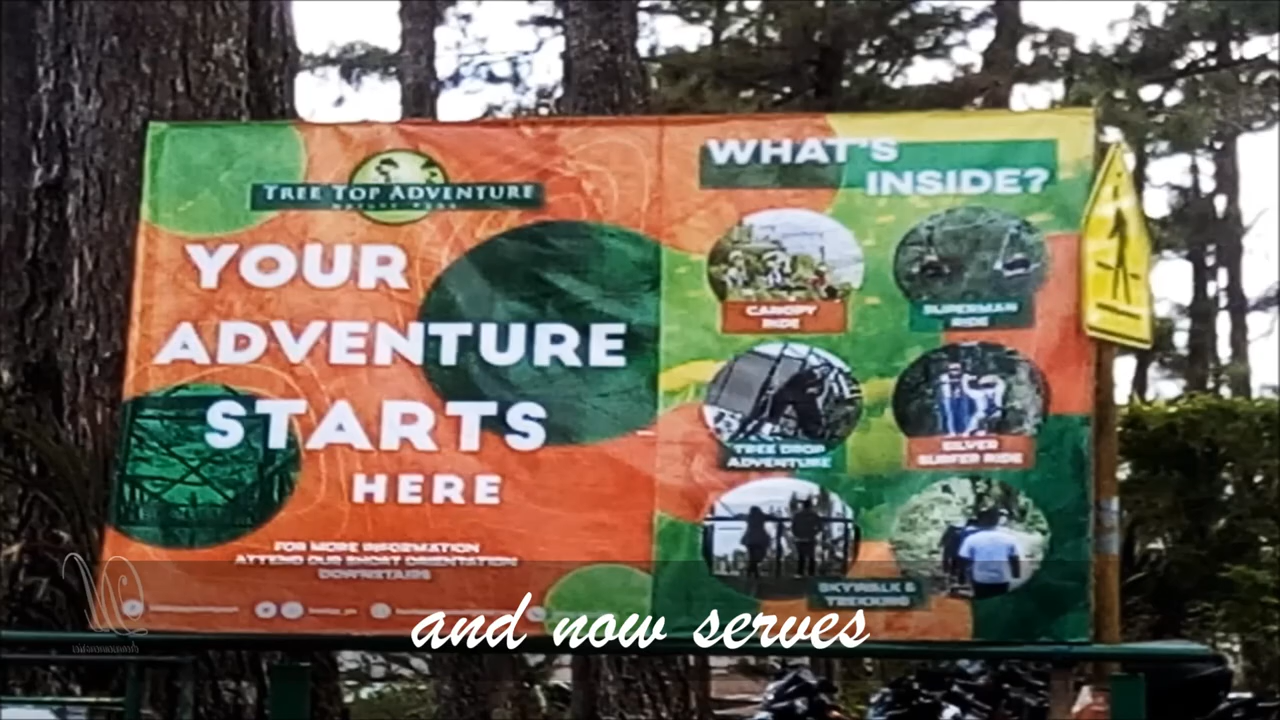 TREE TOP ADVENTURE
YOUR
ADVENTURE
STARTS
HERE
FOR MORE INFORMATION
ATTEND OUR SHORT ORIENTATION
DOWNSTAIRS
WHAT'S
INSIDE?
CANOPY
RIDE
SUPERMAN
RIDE
TREE DROP
ADVENTURE
SILVER
SURFER RIDE
SKYWALK &
TREKKING
and now serves